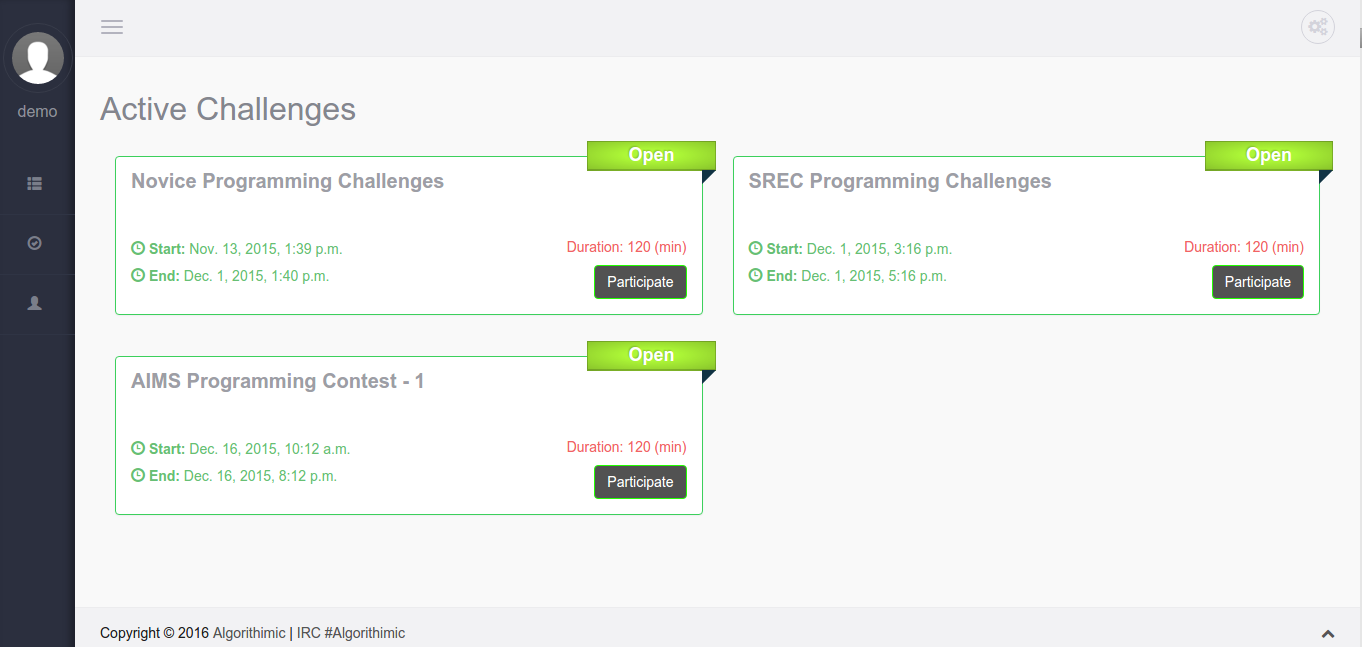 demo
Active Challenges
Open
Novice Programming Challenges
Start: Nov. 13, 2015, 1:39 p.m.
Duration: 120 (min)
End: Dec. 1, 2015, 1:40 p.m.
Participate
Open
SREC Programming Challenges
Start: Dec. 1, 2015, 3:16 p.m.
Duration: 120 (min)
End: Dec. 1, 2015, 5:16 p.m.
Participate
Open
AIMS Programming Contest - 1
Start: Dec. 16, 2015, 10:12 a.m.
Duration: 120 (min)
End: Dec. 16, 2015, 8:12 p.m.
Participate
Copyright © 2016 Algorithimic | IRC #Algorithimic